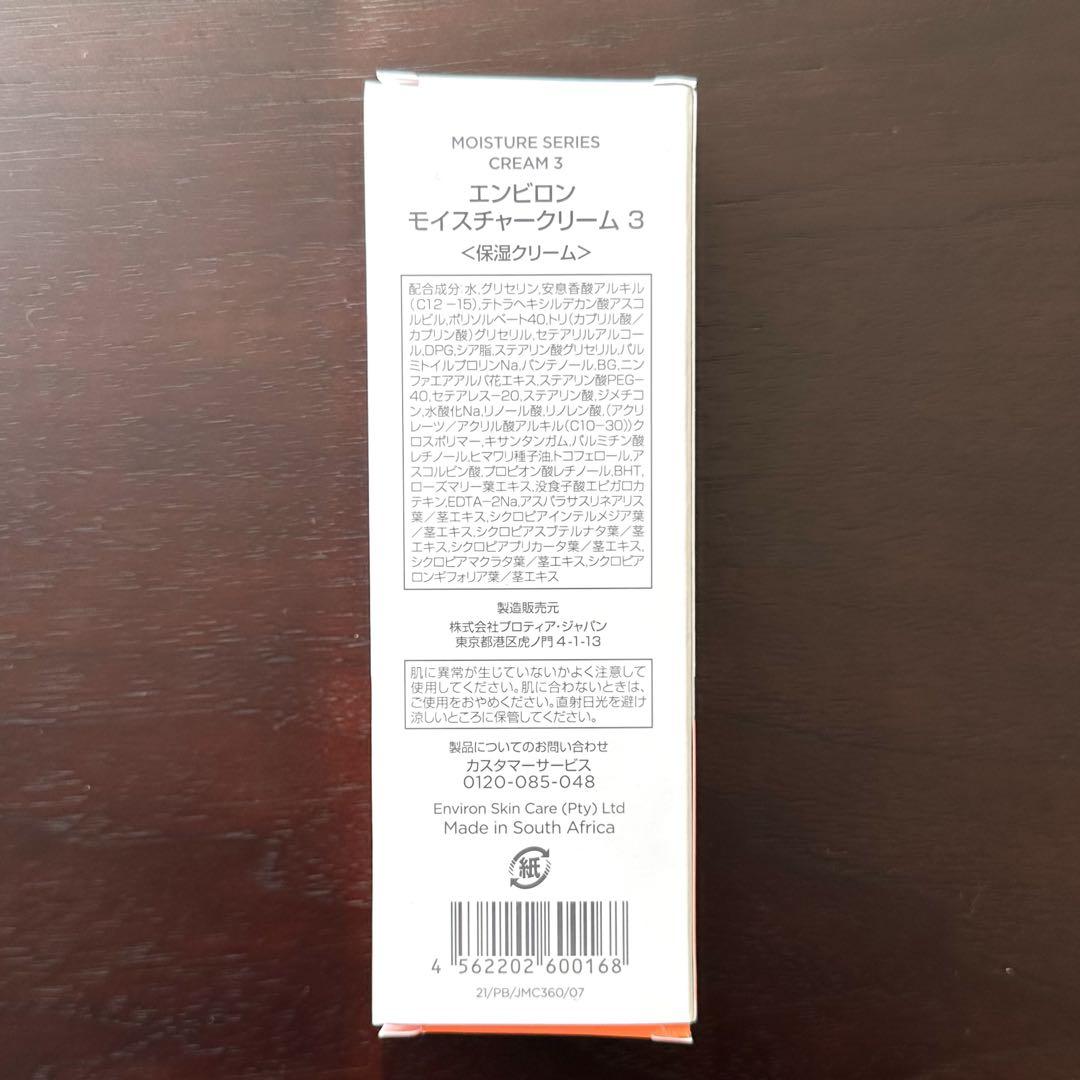 MOISTURE SERIES
CREAM 3
エンビロン
モイスチャークリーム 3
<保湿クリーム>
配合成分 水,グリセリン,安息香酸アルキル
(C12-15),テトラヘキシルデカン酸アスコ
ルビル,ポリソルベート40,トリ(カプリル酸/
カプリン酸)グリセリル,セテアリルアルコー
ル,DPG,シア脂,ステアリン酸グリセリル,パル
ミトイルプロリンNa,パンテノール,BG,ニン
ファエアアルバ花エキス,ステアリン酸PEG-
40,セテアレス-20,ステアリン酸,ジメチコ
ン,水酸化Na,リノール酸,リノレン酸,(アクリ
レーツ/アクリル酸アルキル(C10-30))ク
ロスポリマー,キサンタンガム,パルミチン酸
レチノール,ヒマワリ種子油,トコフェロール,ア
スコルビン酸,プロピオン酸レチノール,BHT,
ローズマリー葉エキス,没食子酸エピガロカ
テキン,EDTA-2Na,アスパラサスリネアリス
葉/茎エキス,シクロピアインテルメジア葉
/茎エキス,シクロピアスブテルナタ葉/茎
エキス,シクロピアプリカータ葉/茎エキス,
シクロピアマクラタ葉/茎エキス,シクロピア
ロンギフォリア葉/茎エキス
製造販売元
株式会社プロティア・ジャパン
東京都港区虎ノ門 4-1-13
肌に異常が生じていないかよく注意して
使用してください。肌に合わないときは、
ご使用をおやめください。直射日光を避け
涼しいところに保管してください。
製品についてのお問い合わせ
カスタマーサービス
0120-085-048
Environ Skin Care (Pty) Ltd
Made in South Africa
紙
4 562202 600168
21/PB/JMC360/07